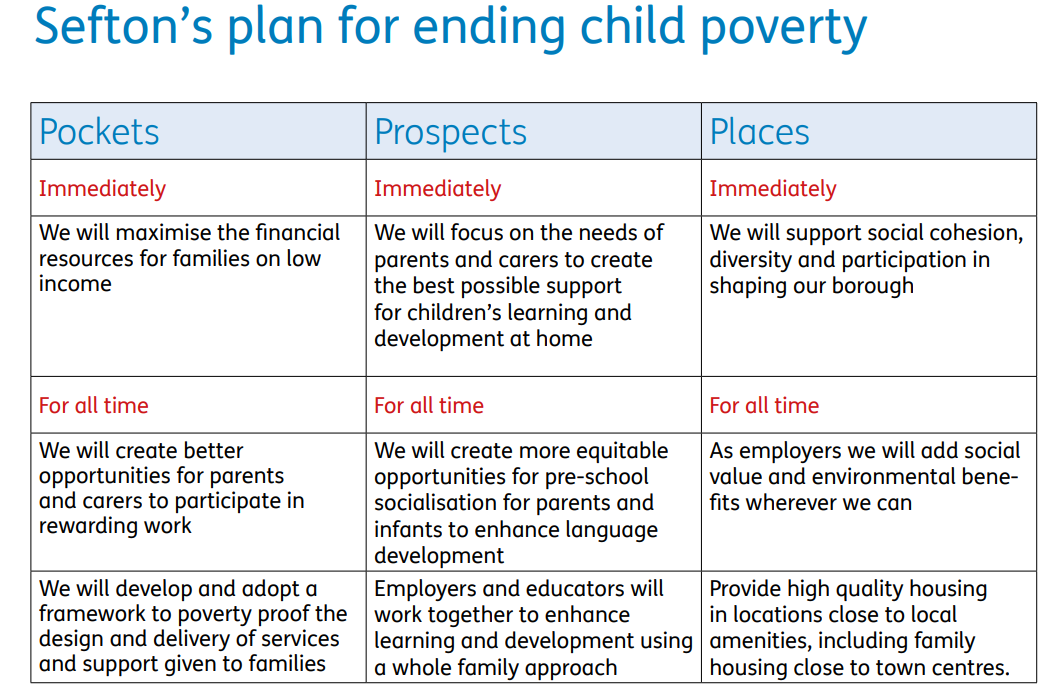 Sefton’s plan for ending child poverty
Pockets
Prospects
Places
Immediately
Immediately
Immediately
We will maximise the financial
resources for families on low
income
We will focus on the needs of
parents and carers to create
the best possible support
for children’s learning and
development at home
We will support social cohesion,
diversity and participation in
shaping our borough
For all time
For all time
For all time
We will create better
opportunities for parents
and carers to participate in
rewarding work
We will create more equitable
opportunities for pre-school
socialisation for parents and
infants to enhance language
development
As employers we will add social
value and environmental bene-
fits wherever we can
We will develop and adopt a
framework to poverty proof the
design and delivery of services
and support given to families
Employers and educators will
work together to enhance
learning and development using
a whole family approach
Provide high quality housing
in locations close to local
amenities, including family
housing close to town centres.